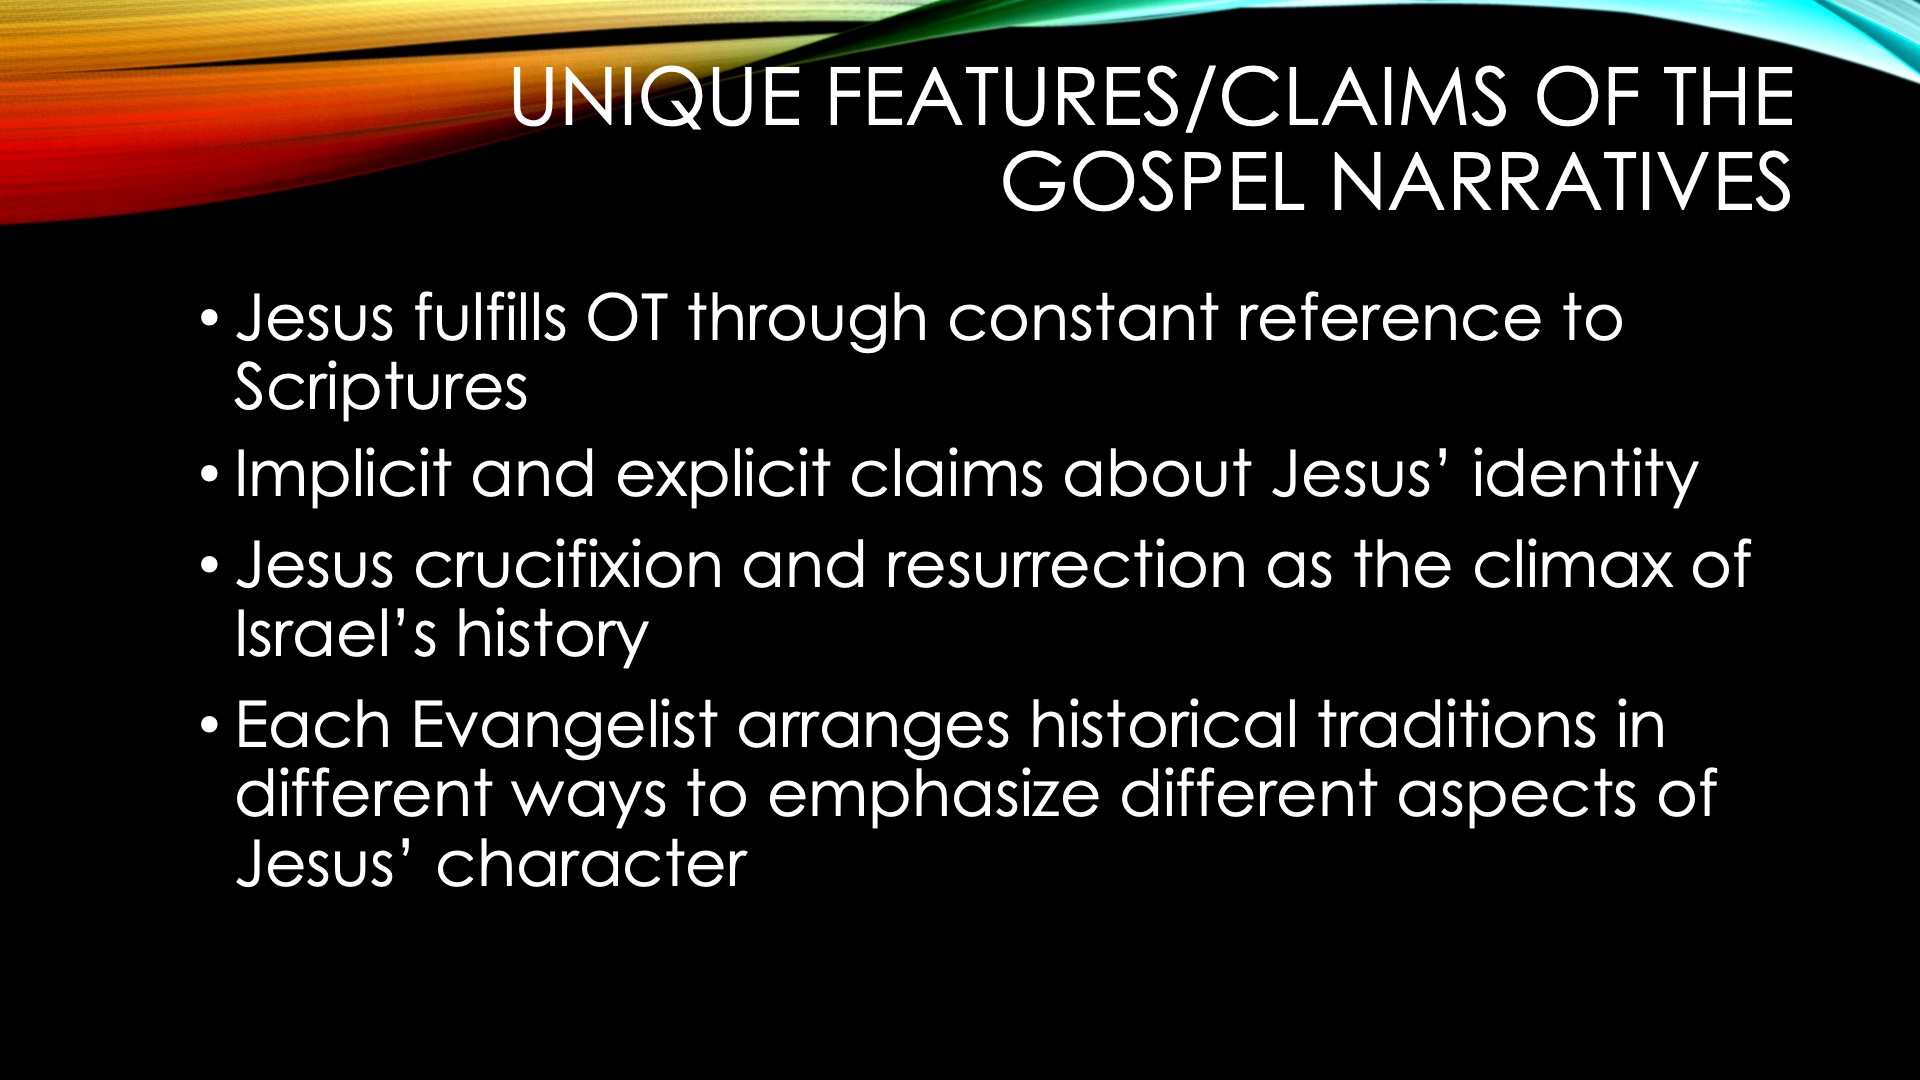 UNIQUE FEATURES/CLAIMS OF THE
GOSPEL NARRATIVES
• Jesus fulfills OT through constant reference to
Scriptures
• Implicit and explicit claims about Jesus’ identity
• Jesus crucifixion and resurrection as the climax of
Israel’s history
• Each Evangelist arranges historical traditions in
different ways to emphasize different aspects of
Jesus’ character